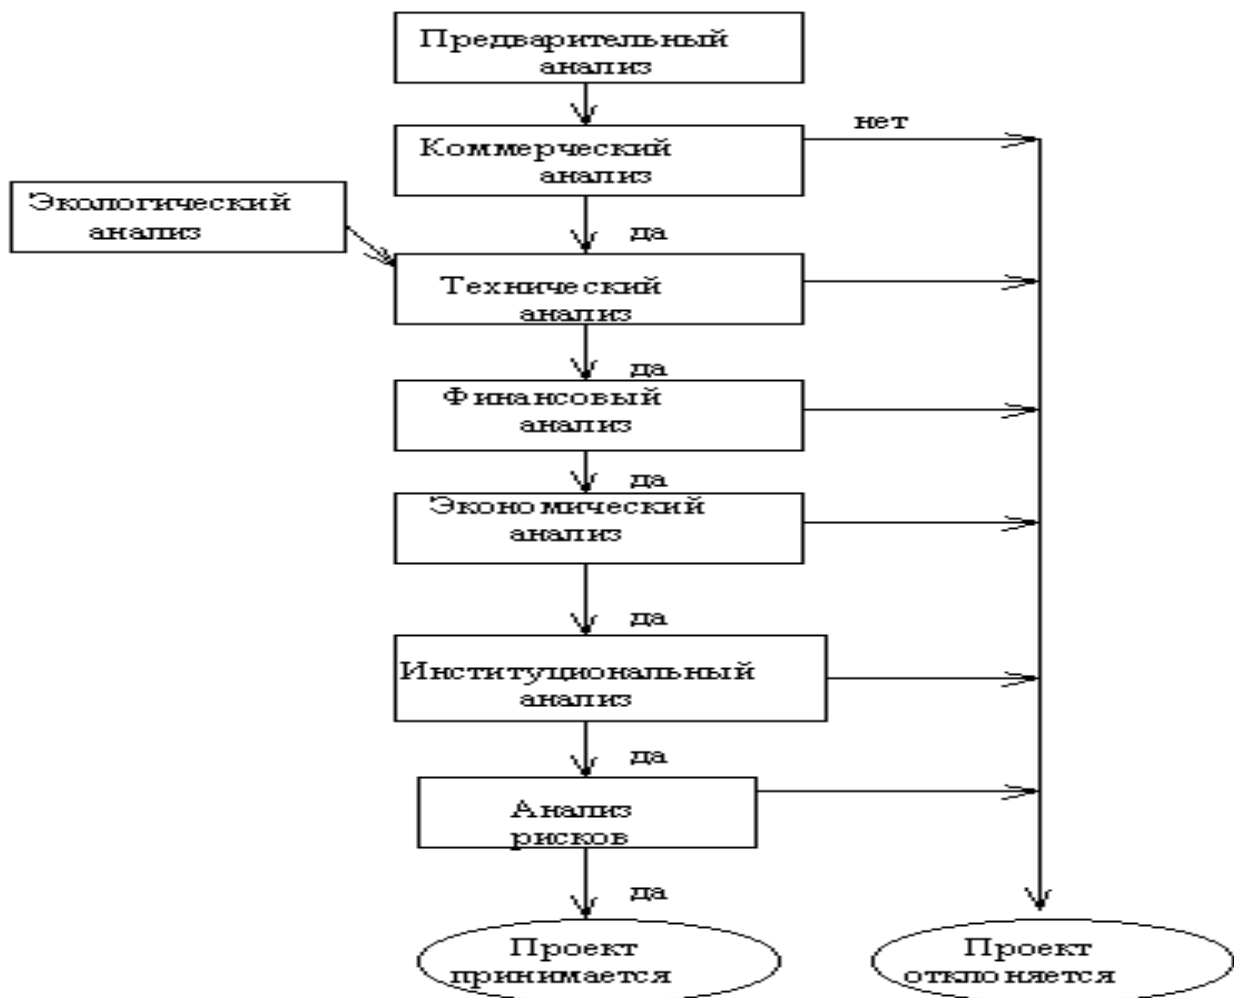 Предварительный
анализ
нет
Коммерческий
анализ
Экологический
анализ
да
Технический
анализ
да
Финансовый
анализ
да
Экономический
анализ
да
Институциональный
анализ
да
Анализ
рисков
да
Проект
принимается
Проект
отклоняется